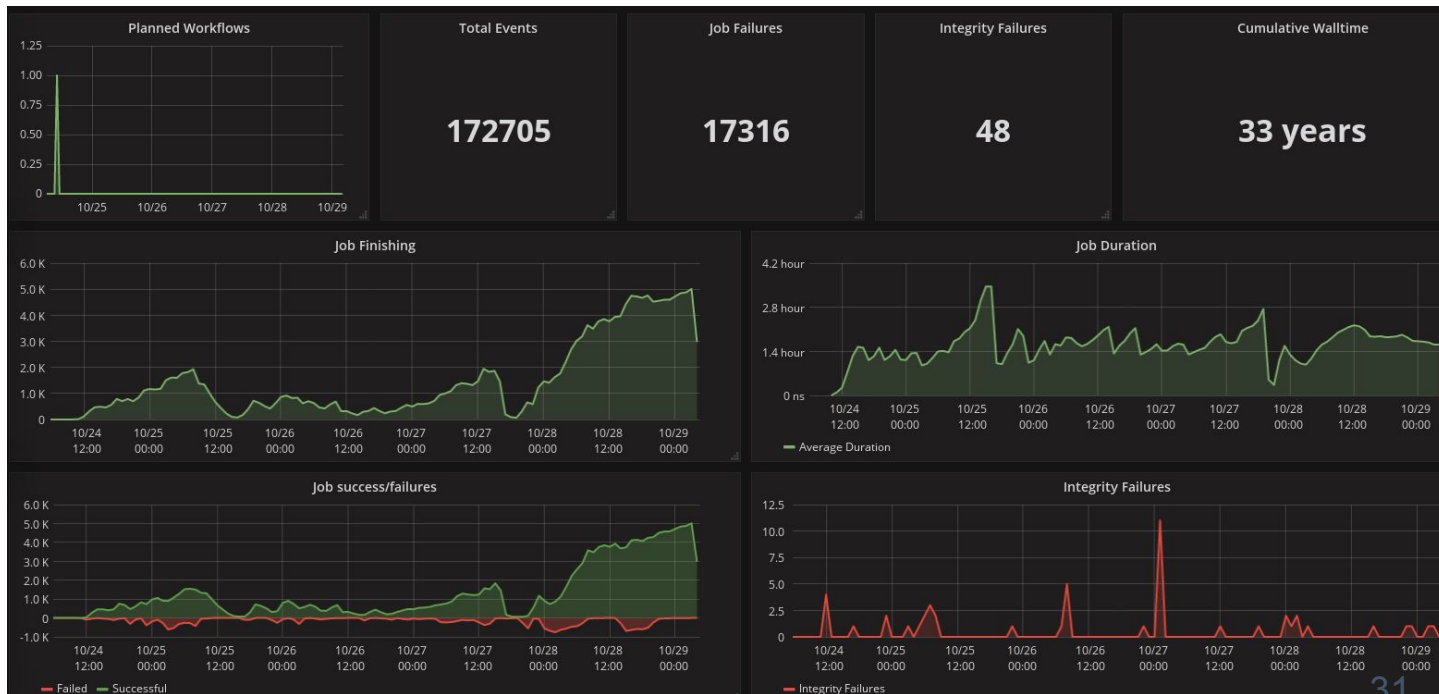 Planned Workflows
1.25
1.00
0.75
0.50
0.25
0
10/25 10/26 10/27 10/28 10/29
Total Events
172705
Job Failures
17316
Integrity Failures
48
Cumulative Walltime
33 years
Job Finishing
6.0 K
5.0 K
4.0 K
3.0 K
2.0 K
1.0 K
0
10/24 10/25 10/25 10/26 10/26 10/27 10/27 10/28 10/28 10/29
12:00 00:00 12:00 00:00 12:00 00:00 12:00 00:00 12:00 00:00
Job Duration
4.2 hour
2.8 hour
1.4 hour
0 ns
10/24 10/25 10/25 10/26 10/26 10/27 10/27 10/28 10/28 10/29
12:00 00:00 12:00 00:00 12:00 00:00 12:00 00:00 12:00 00:00
Average Duration
Job success/failures
6.0 K
5.0 K
4.0 K
3.0 K
2.0 K
1.0 K
0
-1.0 K
10/24 10/25 10/25 10/26 10/26 10/27 10/27 10/28 10/28 10/29
12:00 00:00 12:00 00:00 12:00 00:00 12:00 00:00 12:00 00:00
Failed Successful
Integrity Failures
12.5
10.0
7.5
5.0
2.5
0
10/24 10/25 10/25 10/26 10/26 10/27 10/27 10/28 10/28 10/29
12:00 00:00 12:00 00:00 12:00 00:00 12:00 00:00 12:00 00:00
Integrity Failures
31